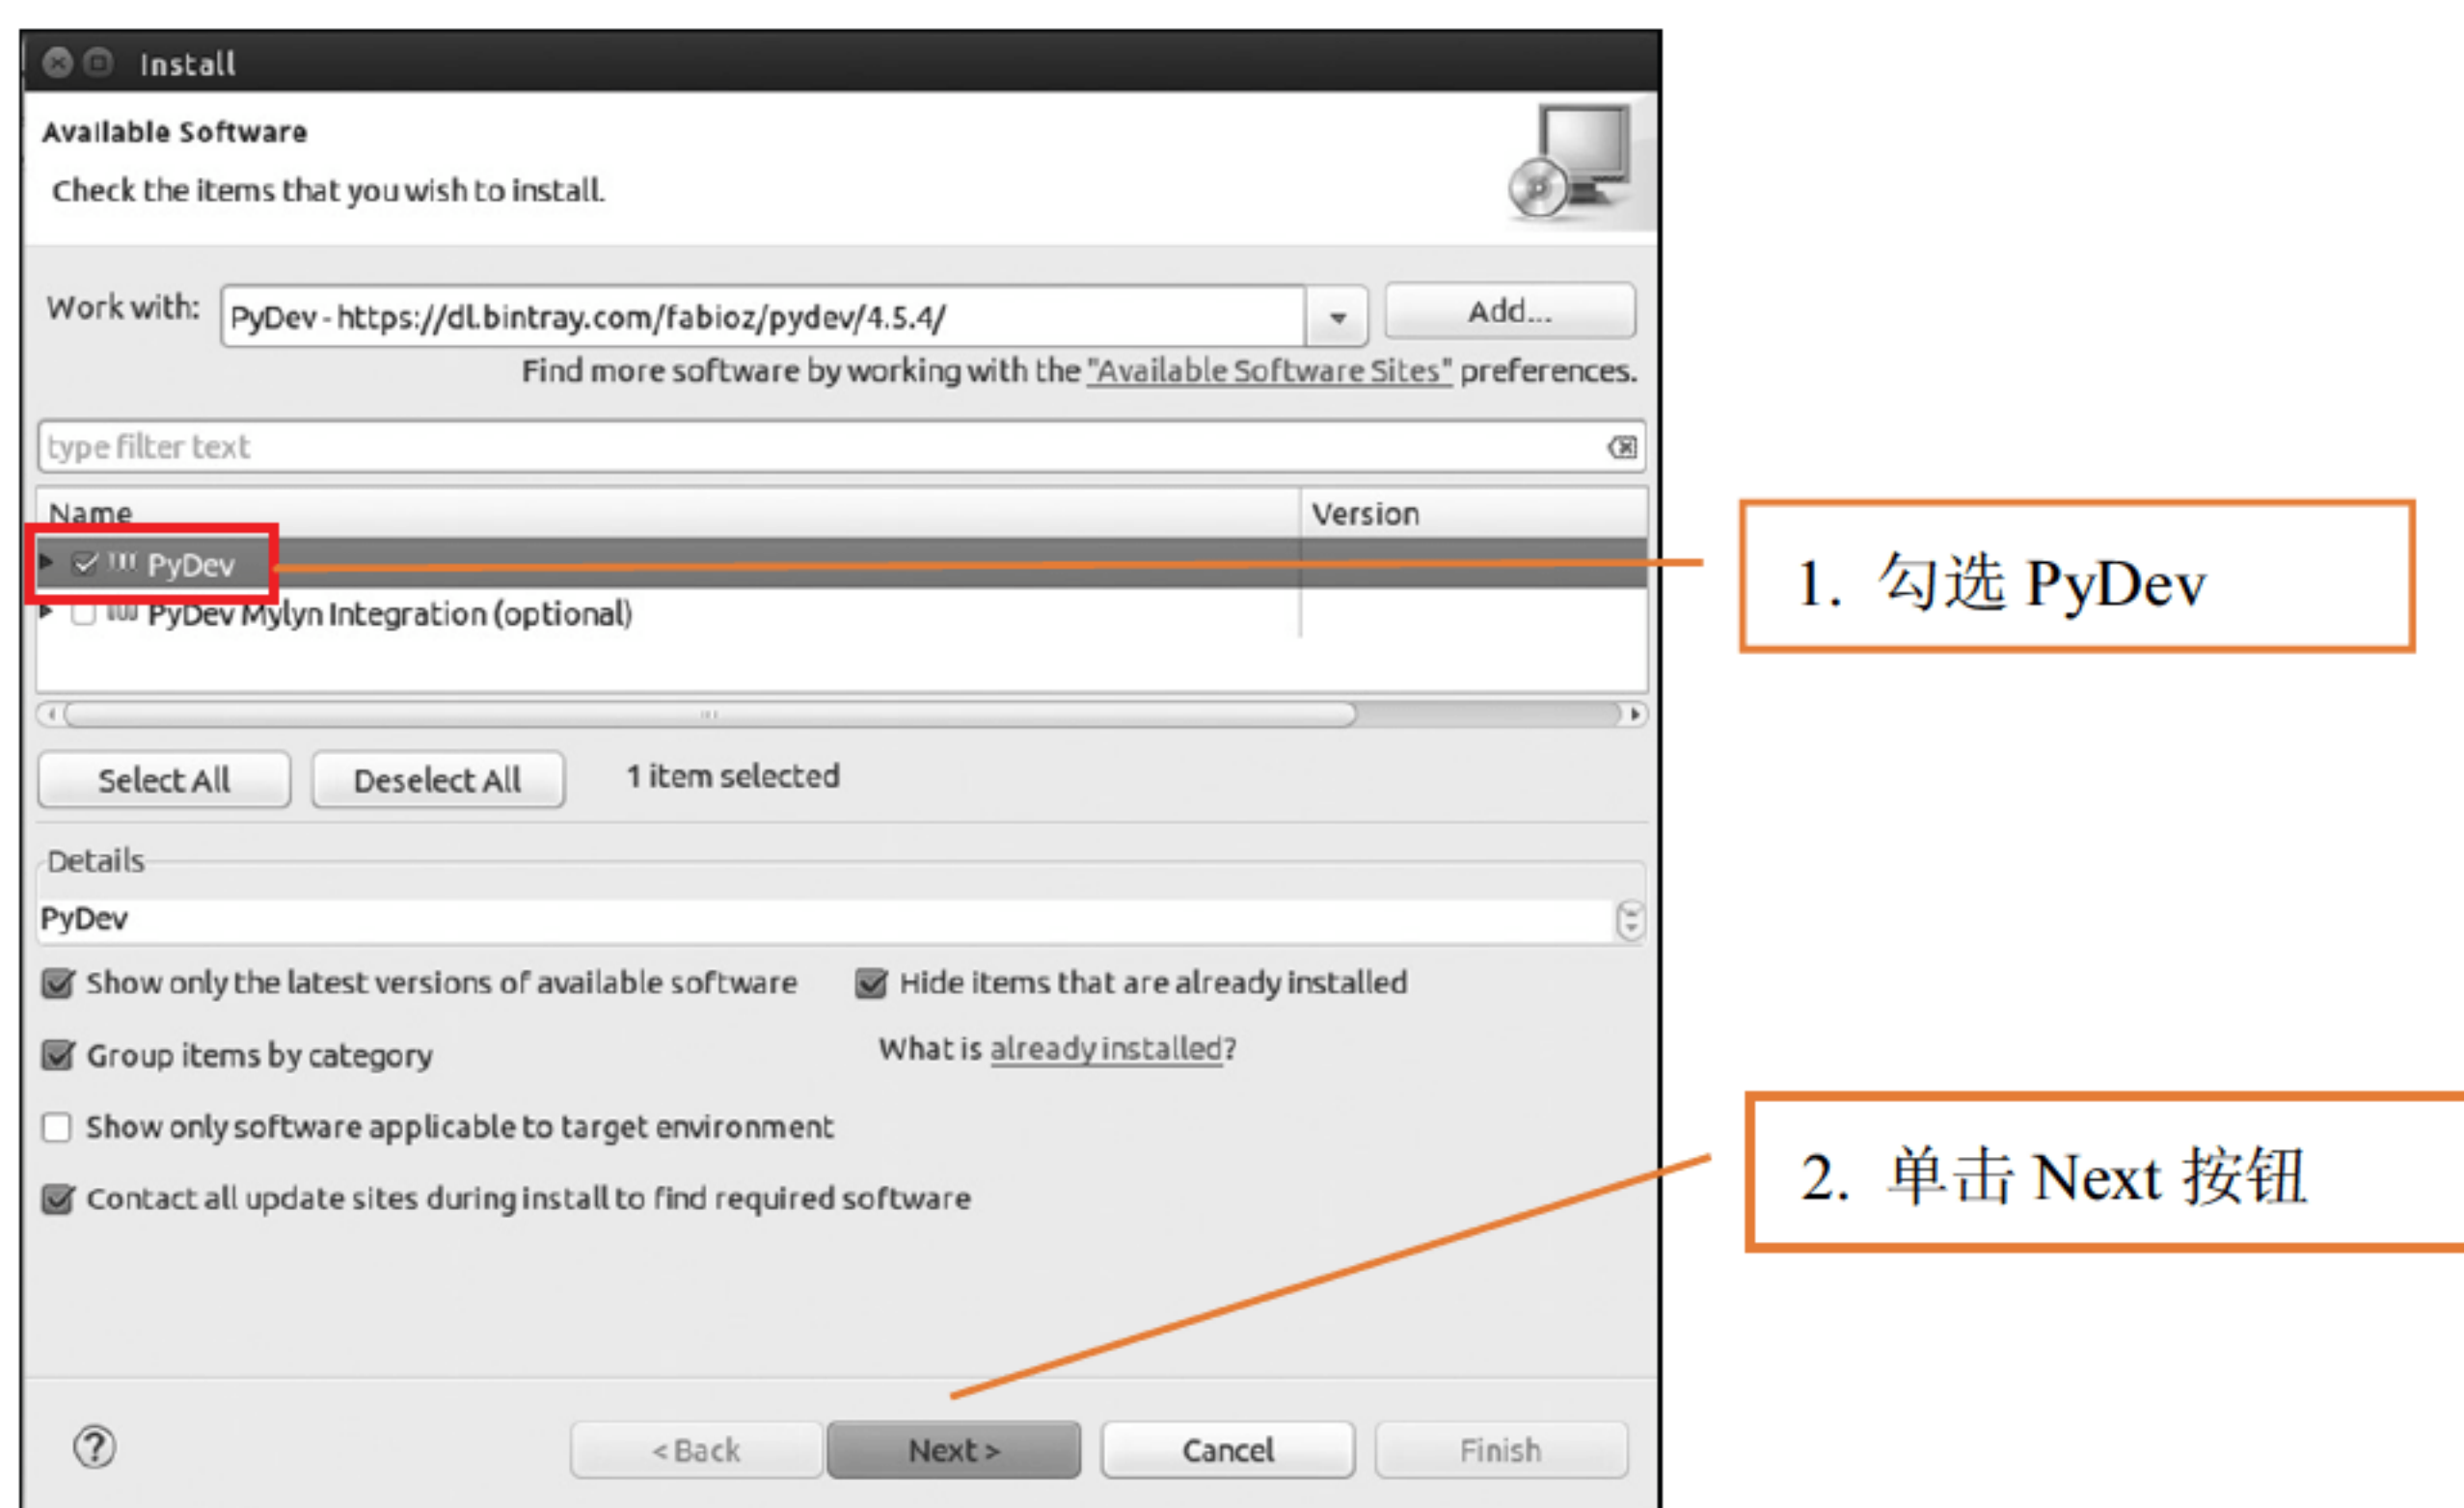 Install
Available Software
Check the items that you wish to install.
Work with: PyDev - https://dl.bintray.com/fabioz/pydev/4.5.4/ Add...
Find more software by working with the "Available Software Sites" preferences.
type filter text
Name Version
PyDev
1. 勾选 PyDev
PyDev Mylyn Integration (optional)
Select All Deselect All 1 item selected
Details
PyDev
Show only the latest versions of available software Hide items that are already installed
Group items by category What is already installed?
Show only software applicable to target environment
2. 单击 Next 按钮
Contact all update sites during install to find required software
? < Back Next > Cancel Finish